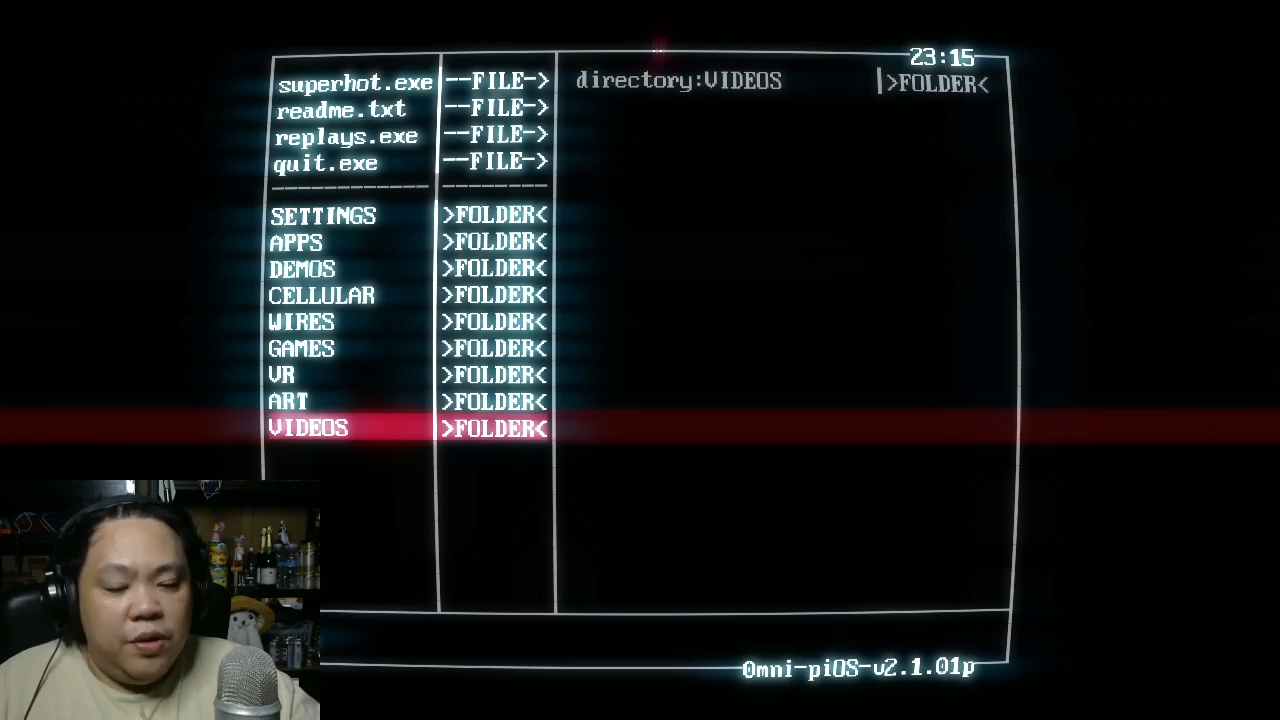 23:15
superhot.exe --FILE->
readme.txt --FILE->
replays.exe --FILE->
quit.exe --FILE->
directory:VIDEOS >FOLDER<
SETTINGS >FOLDER<
APPS >FOLDER<
DEMOS >FOLDER<
CELLULAR >FOLDER<
WIRES >FOLDER<
GAMES >FOLDER<
VR >FOLDER<
ART >FOLDER<
VIDEOS >FOLDER<
0mni-piOS-v2.1.01p